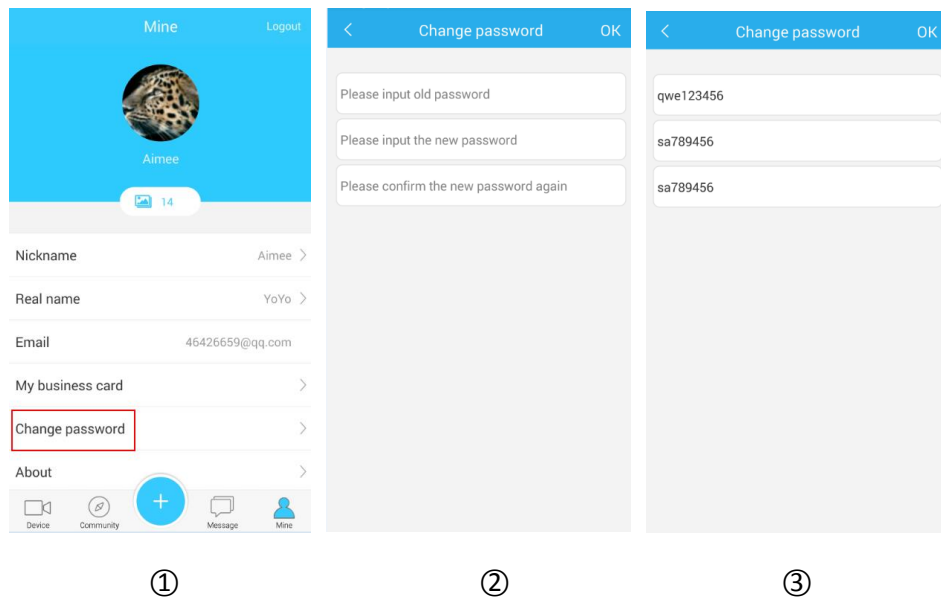 Mine
Logout
Aimee
14
Nickname
Aimee
Real name
YoYo
Email
46426659@qq.com
My business card
Change password
About
Device
Community
Message
Mine
①
Change password
OK
Please input old password
Please input the new password
Please confirm the new password again
②
Change password
OK
qwe123456
sa789456
sa789456
③